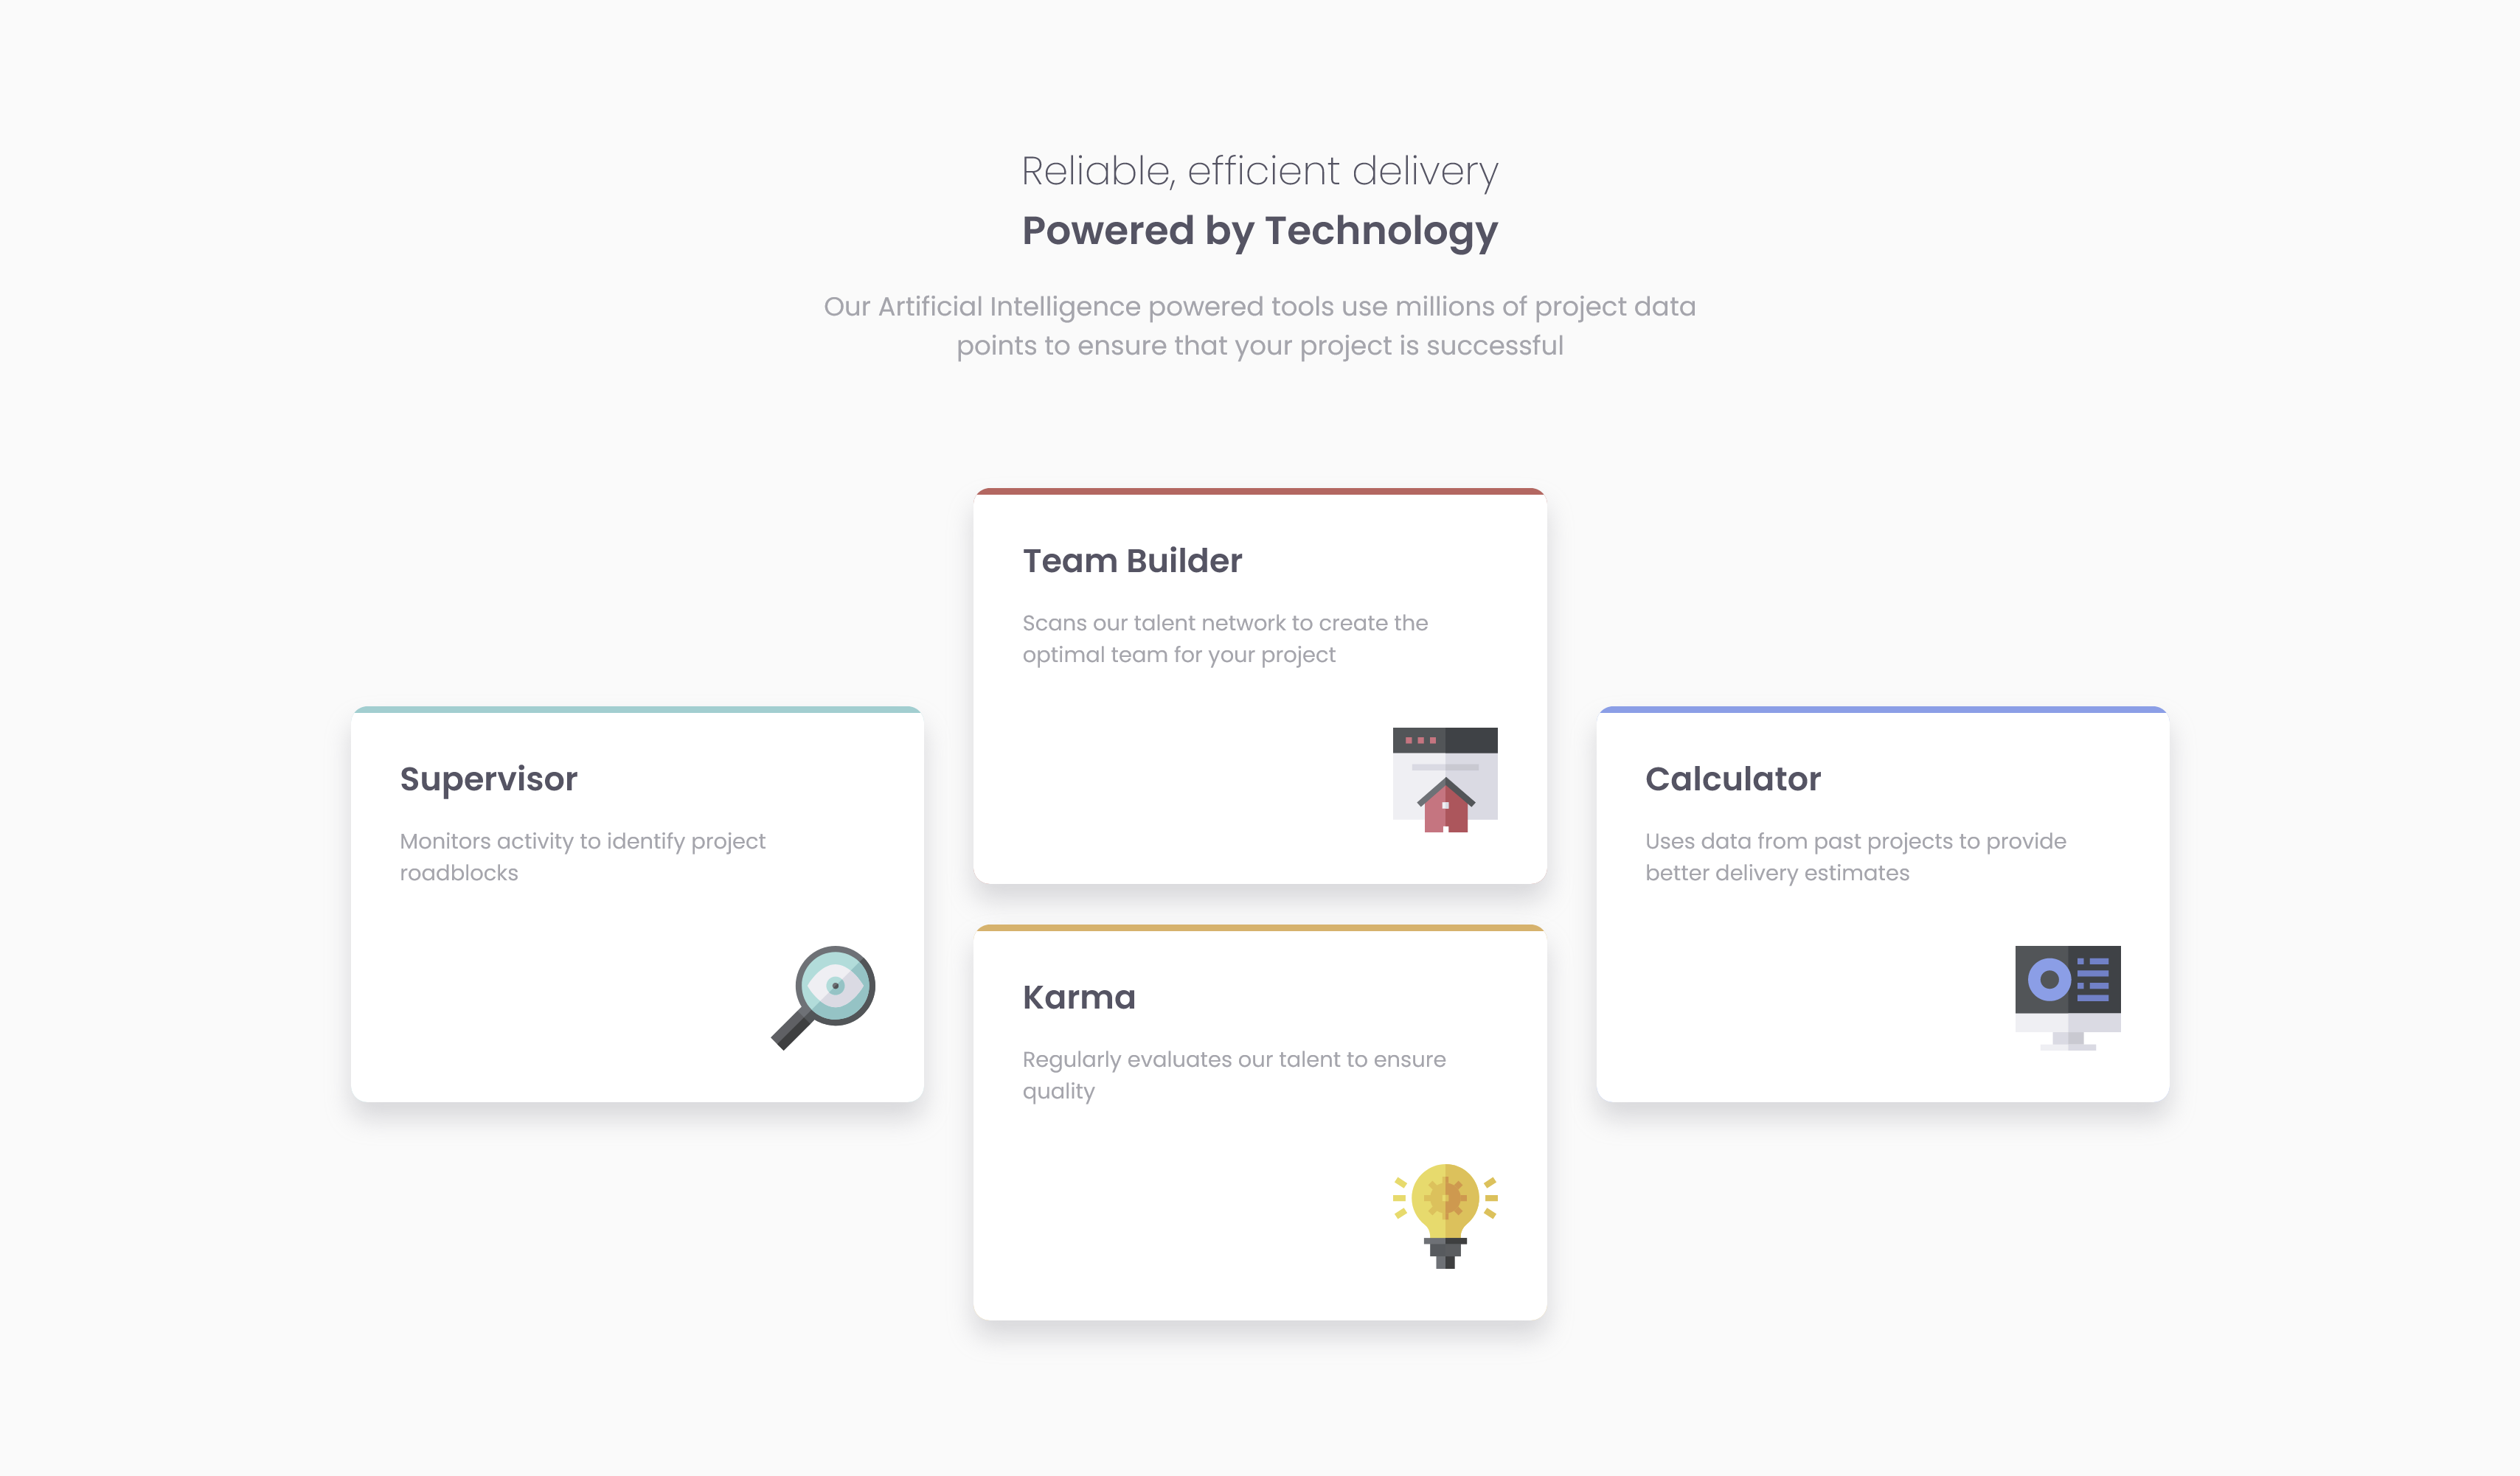 Reliable, efficient delivery
Powered by Technology
Our Artificial Intelligence powered tools use millions of project data
points to ensure that your project is successful
Supervisor
Monitors activity to identify project
roadblocks
Team Builder
Scans our talent network to create the
optimal team for your project
Karma
Regularly evaluates our talent to ensure
quality
Calculator
Uses data from past projects to provide
better delivery estimates